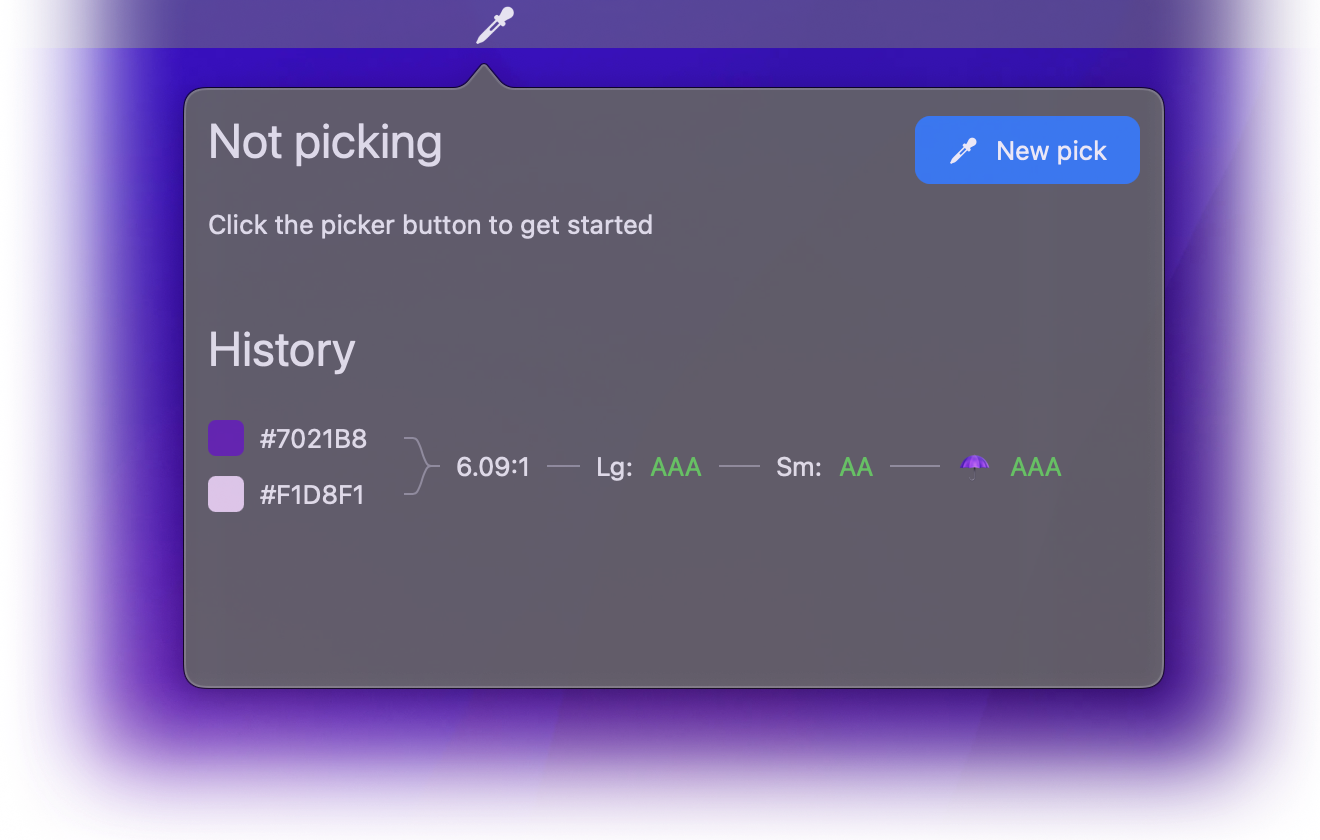 Not picking
New pick
Click the picker button to get started
History
#7021B8
#F1D8F1
6.09:1 Lg: AAA Sm: AA ☂ AAA